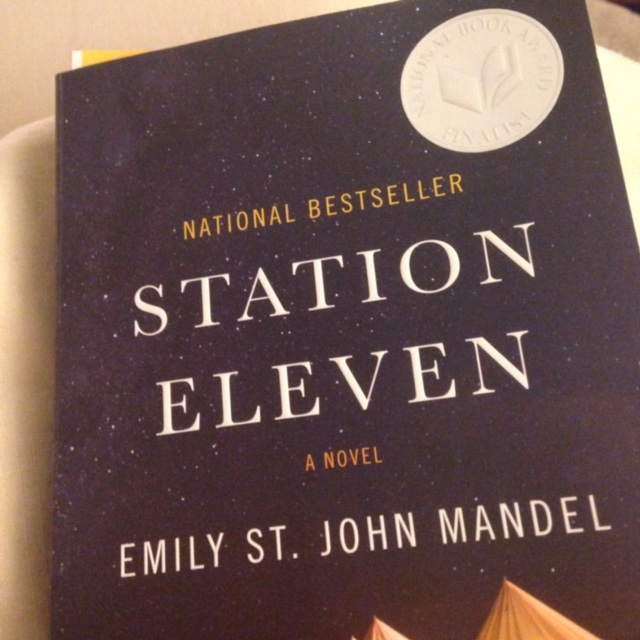 NATIONAL BOOK AWARD
FINALIST
NATIONAL BESTSELLER
STATION
ELEVEN
A NOVEL
EMILY ST. JOHN MANDEL